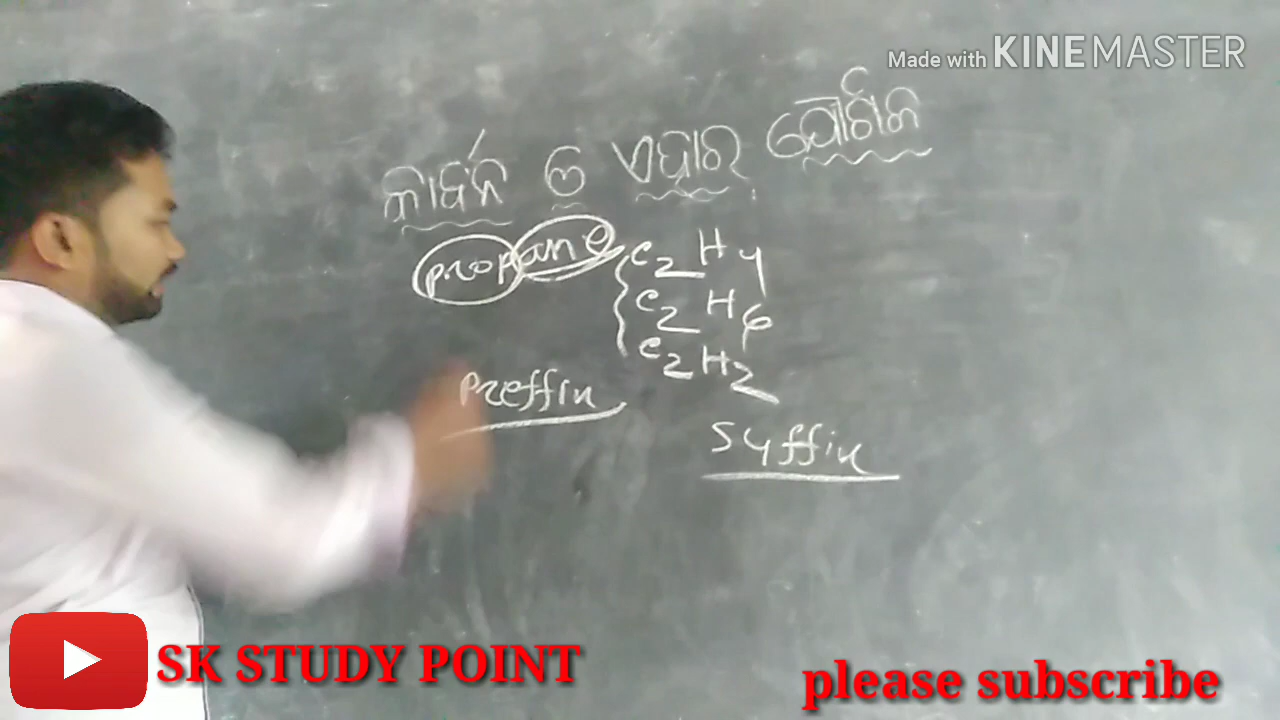 Made with KINEMASTER
କାର୍ବନ ଓ ଏହାର ଯୌଗିକ
propane
C2H4
C2H6
C2H2
preffix
Suffix
SK STUDY POINT
please subscribe